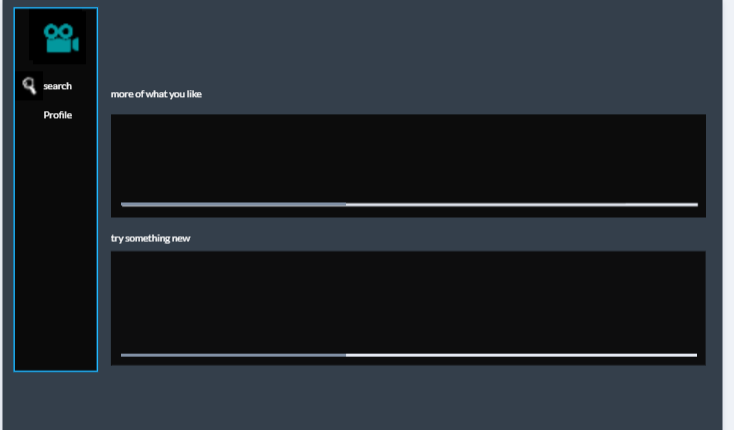 search
Profile
more of what you like
try something new